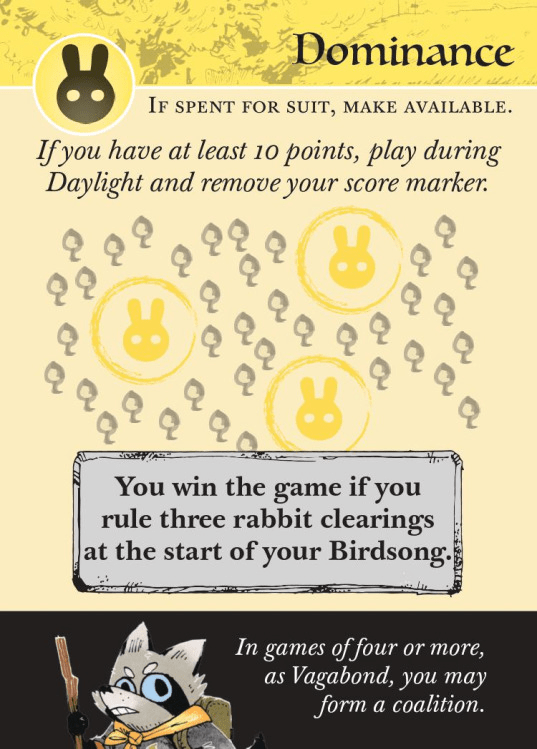 Dominance
If spent for suit, make available.
If you have at least 10 points, play during
Daylight and remove your score marker.
You win the game if you
rule three rabbit clearings
at the start of your Birdsong.
In games of four or more,
as Vagabond, you may
form a coalition.